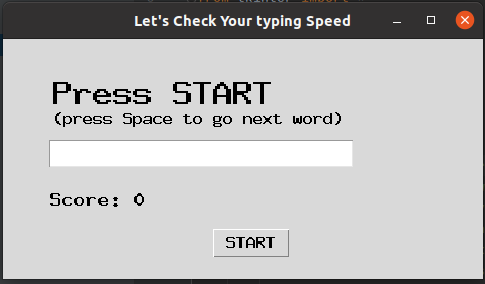 Let's Check Your typing Speed
Press START
(press Space to go next word)
Score: 0
START